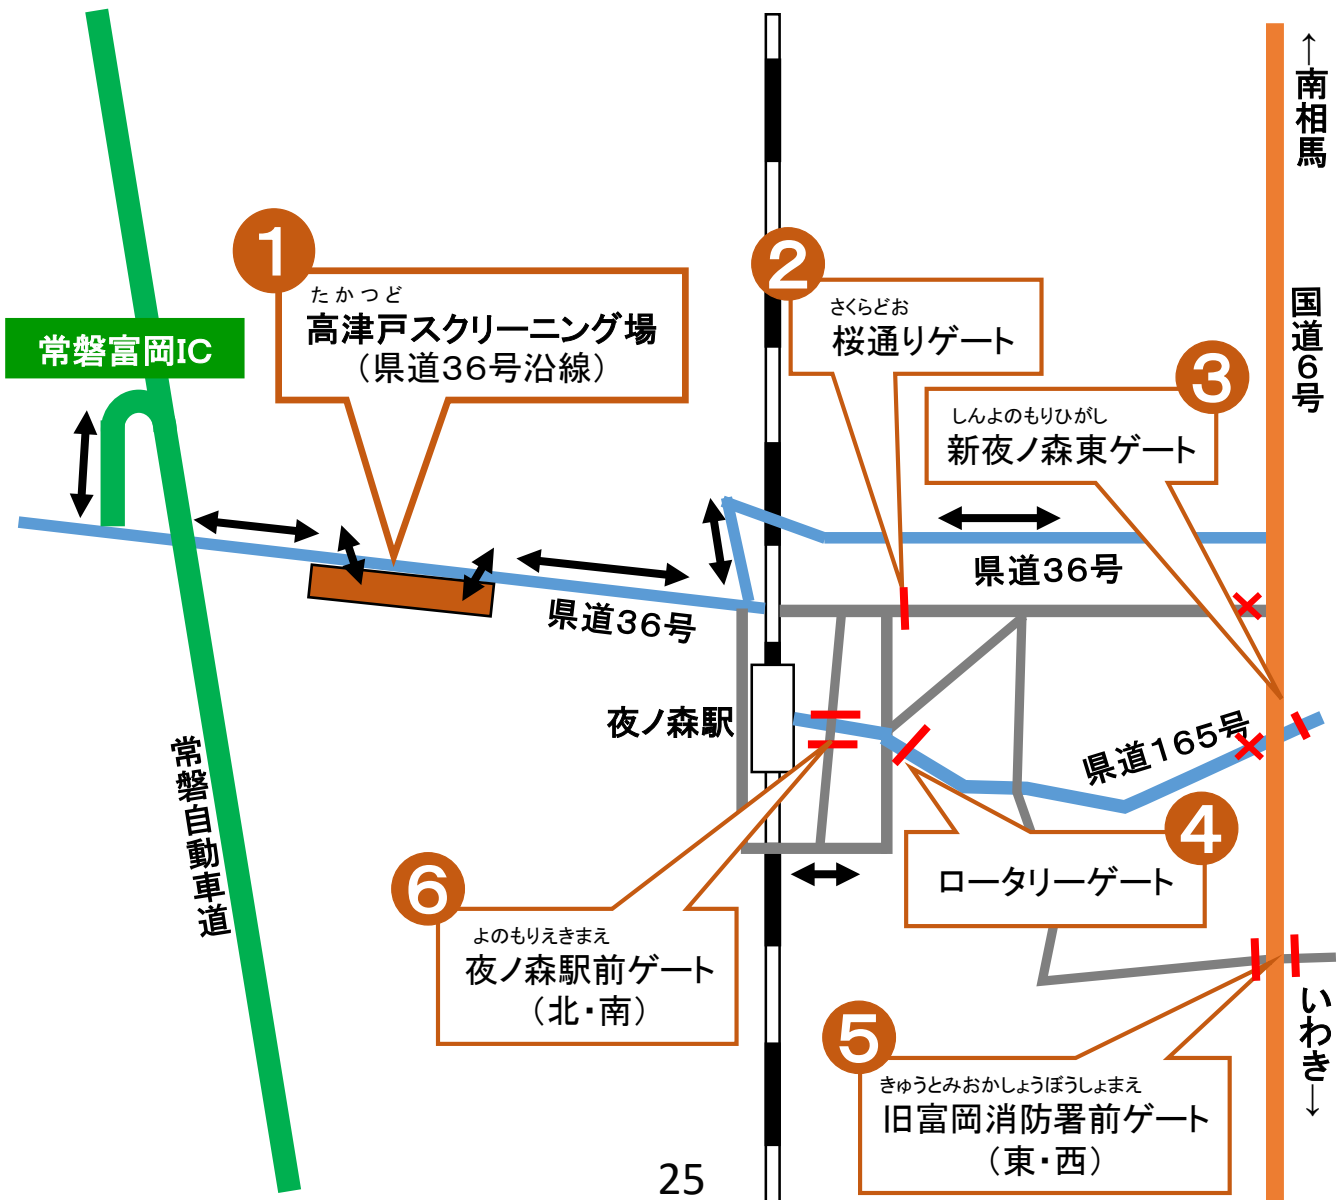 ↑南相馬
国道6号
1
たかつど
高津戸スクリーニング場
（県道36号沿線）
2
さくらどお
桜通りゲート
3
しんよのもりひがし
新夜ノ森東ゲート
常磐富岡IC
県道36号
県道36号
夜ノ森駅
県道165号
常磐自動車道
4
ロータリーゲート
6
よのもりえきまえ
夜ノ森駅前ゲート
（北・南）
5
きゅうとみおかしょうぼうしょまえ
旧富岡消防署前ゲート
（東・西）
いわき→
25